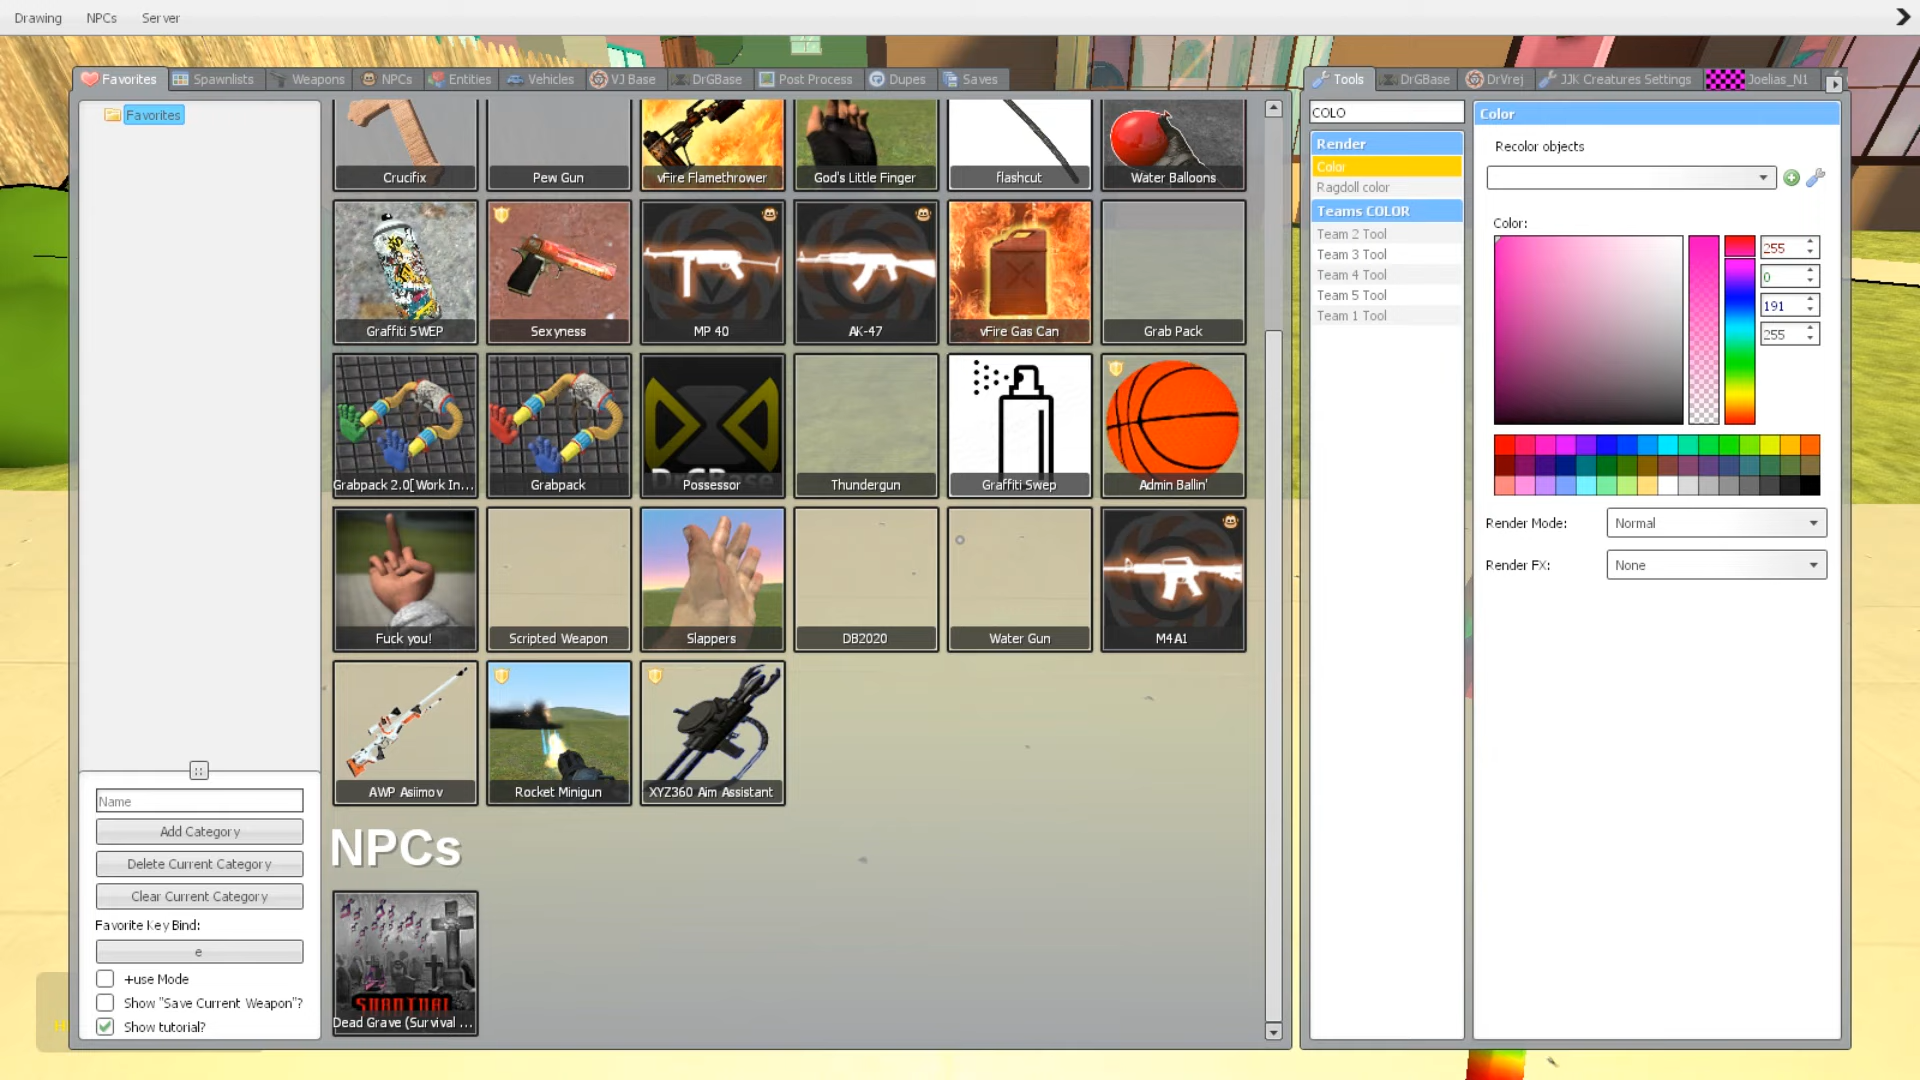 Drawing NPCs Server
Favorites Spawnlists Weapons NPCs Entities Vehicles VJ Base DrGBase Post Process Dupes Saves
Favorites
Crucifix Pew Gun vFire Flamethrower God's Little Finger flashcut Water Balloons
Graffiti SWEP Sexyness MP 40 AK-47 vFire Gas Can Grab Pack
DrGBase
Grabpack 2.0[Work In... Grabpack Possessor Thundergun Graffiti Swep Admin Ballin'
Fuck you! Scripted Weapon Slappers DB2020 Water Gun M4A1
AWP Asiimov Rocket Minigun XYZ360 Aim Assistant
NPCs
SURVIVAL
Dead Grave (Survival ...
Name
Add Category
Delete Current Category
Clear Current Category
Favorite Key Bind:
e
+use Mode
Show "Save Current Weapon"?
Show tutorial?
Tools DrGBase DrVrej JJK Creatures Settings Joelias_N1
COLO
Render
Color
Ragdoll color
Teams COLOR
Team 2 Tool
Team 3 Tool
Team 4 Tool
Team 5 Tool
Team 1 Tool
Color
Recolor objects
Color:
255
0
191
255
Render Mode: Normal
Render FX: None